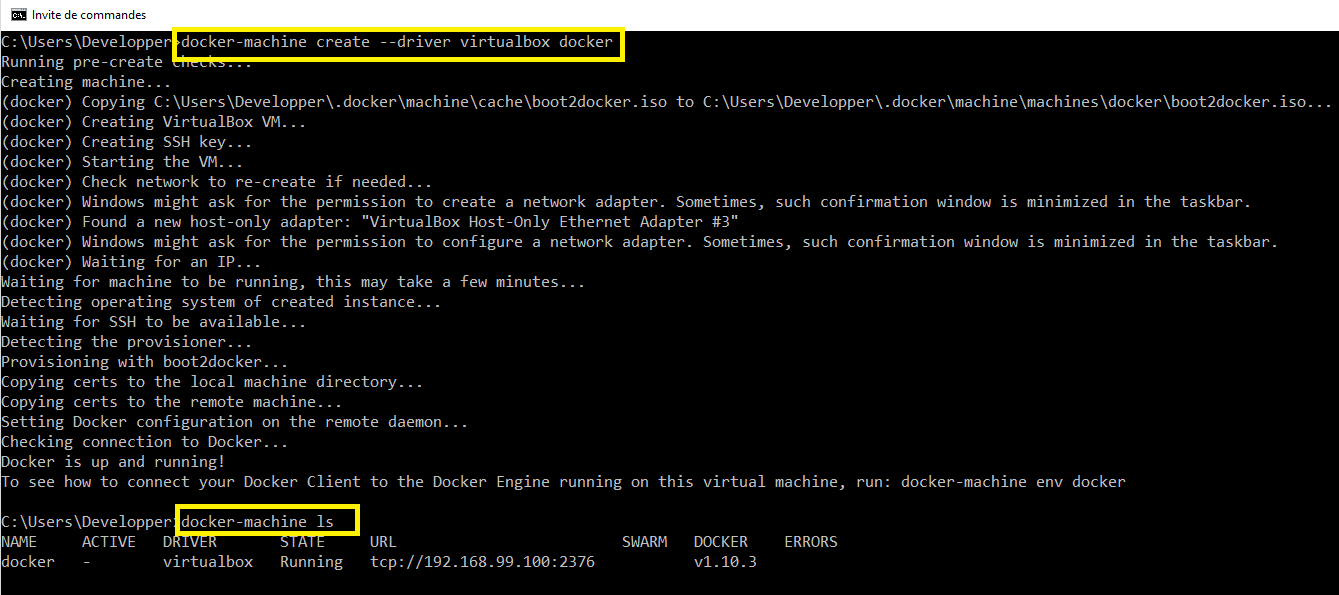 Invite de commandes
C:\Users\Developper>docker-machine create --driver virtualbox docker
Running pre-create checks...
Creating machine...
(docker) Copying C:\Users\Developper\.docker\machine\cache\boot2docker.iso to C:\Users\Developper\.docker\machine\machines\docker\boot2docker.iso...
(docker) Creating VirtualBox VM...
(docker) Creating SSH key...
(docker) Starting the VM...
(docker) Check network to re-create if needed...
(docker) Windows might ask for the permission to create a network adapter. Sometimes, such confirmation window is minimized in the taskbar.
(docker) Found a new host-only adapter: "VirtualBox Host-Only Ethernet Adapter #3"
(docker) Windows might ask for the permission to configure a network adapter. Sometimes, such confirmation window is minimized in the taskbar.
(docker) Waiting for an IP...
Waiting for machine to be running, this may take a few minutes...
Detecting operating system of created instance...
Waiting for SSH to be available...
Detecting the provisioner...
Provisioning with boot2docker...
Copying certs to the local machine directory...
Copying certs to the remote machine...
Setting Docker configuration on the remote daemon...
Checking connection to Docker...
Docker is up and running!
To see how to connect your Docker Client to the Docker Engine running on this virtual machine, run: docker-machine env docker
C:\Users\Developper>docker-machine ls
NAME ACTIVE DRIVER STATE URL SWARM DOCKER ERRORS
docker - virtualbox Running tcp://192.168.99.100:2376 v1.10.3